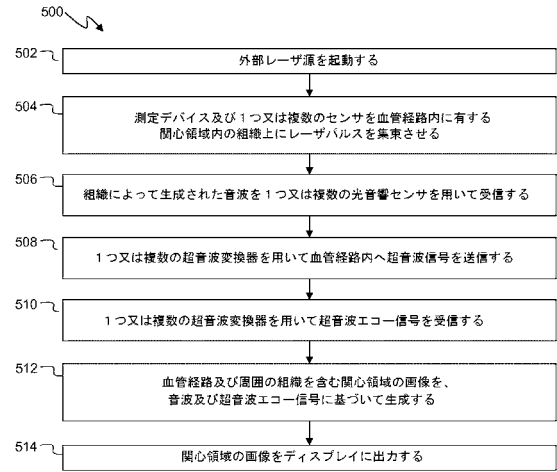 500
502
外部レーザ源を起動する
504
測定デバイス及び1つ又は複数のセンサを血管経路内に有する
関心領域内の組織上にレーザパルスを集束させる
506
組織によって生成された音波を1つ又は複数の光音響センサを用いて受信する
508
1つ又は複数の超音波変換器を用いて血管経路内へ超音波信号を送信する
510
1つ又は複数の超音波変換器を用いて超音波エコー信号を受信する
512
血管経路及び周囲の組織を含む関心領域の画像を、
音波及び超音波エコー信号に基づいて生成する
514
関心領域の画像をディスプレイに出力する